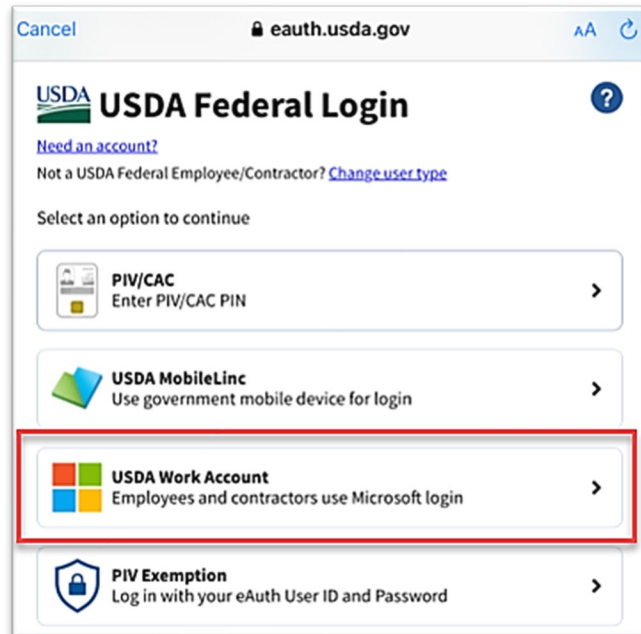 Cancel eauth.usda.gov AA
USDA USDA Federal Login ?
Need an account?
Not a USDA Federal Employee/Contractor? Change user type
Select an option to continue
PIV/CAC
Enter PIV/CAC PIN
USDA MobileLinc
Use government mobile device for login
USDA Work Account
Employees and contractors use Microsoft login
PIV Exemption
Log in with your eAuth User ID and Password